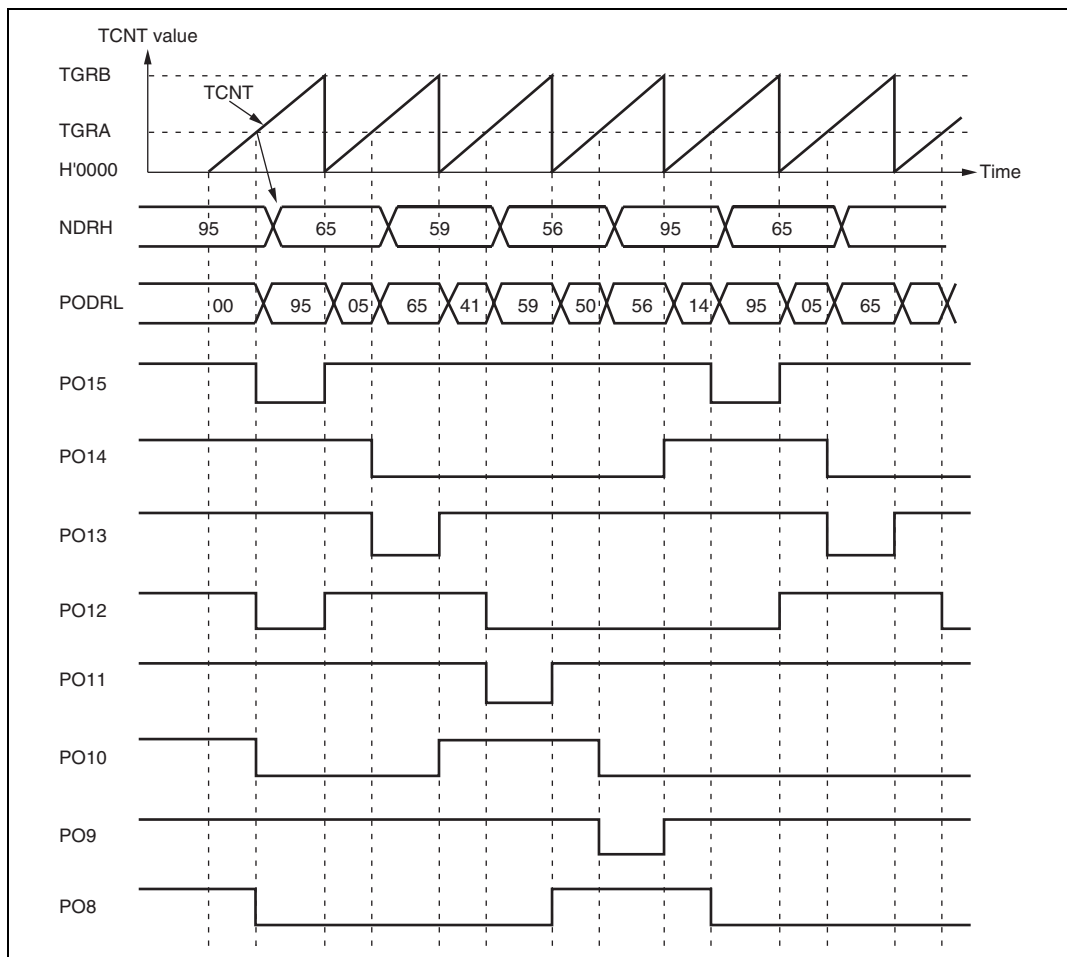 TCNT value
TGRB
TCNT
TGRA
H'0000
Time
NDRH 95 65 59 56 95 65
PODRL 00 95 05 65 41 59 50 56 14 95 05 65
PO15
PO14
PO13
PO12
PO11
PO10
PO9
PO8